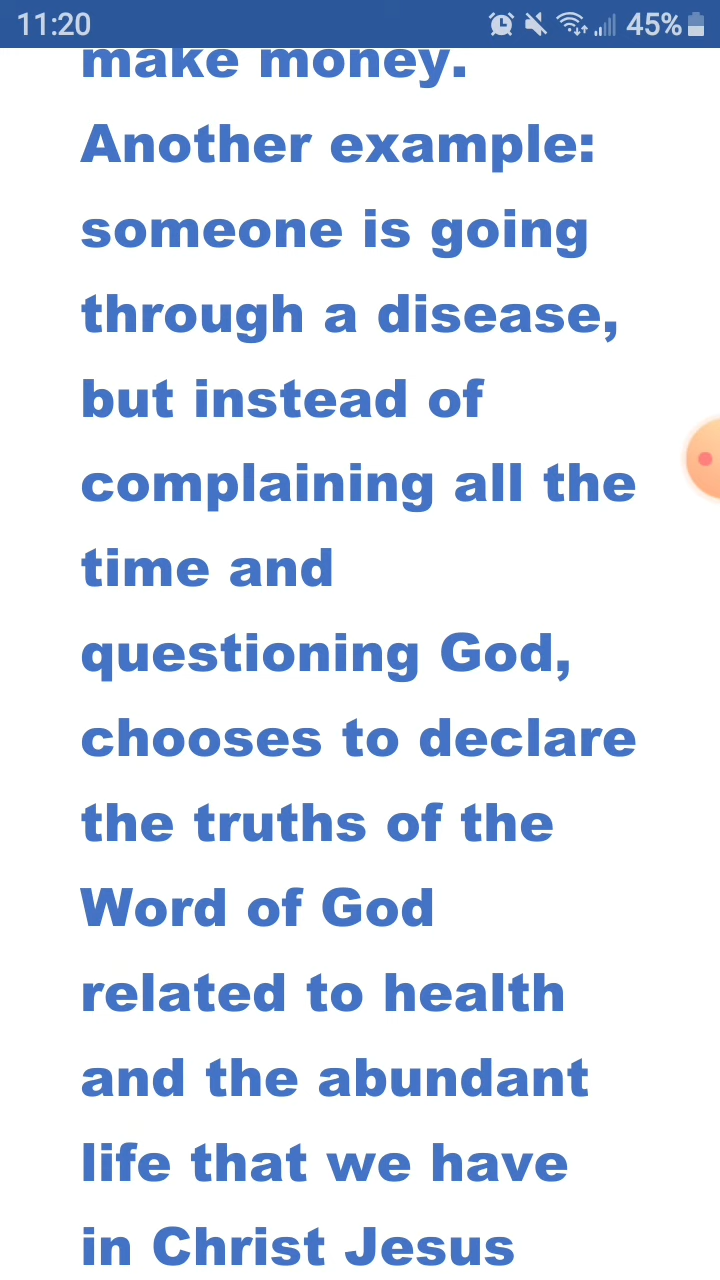 11:20
45%
make money.
Another example:
someone is going
through a disease,
but instead of
complaining all the
time and
questioning God,
chooses to declare
the truths of the
Word of God
related to health
and the abundant
life that we have
in Christ Jesus